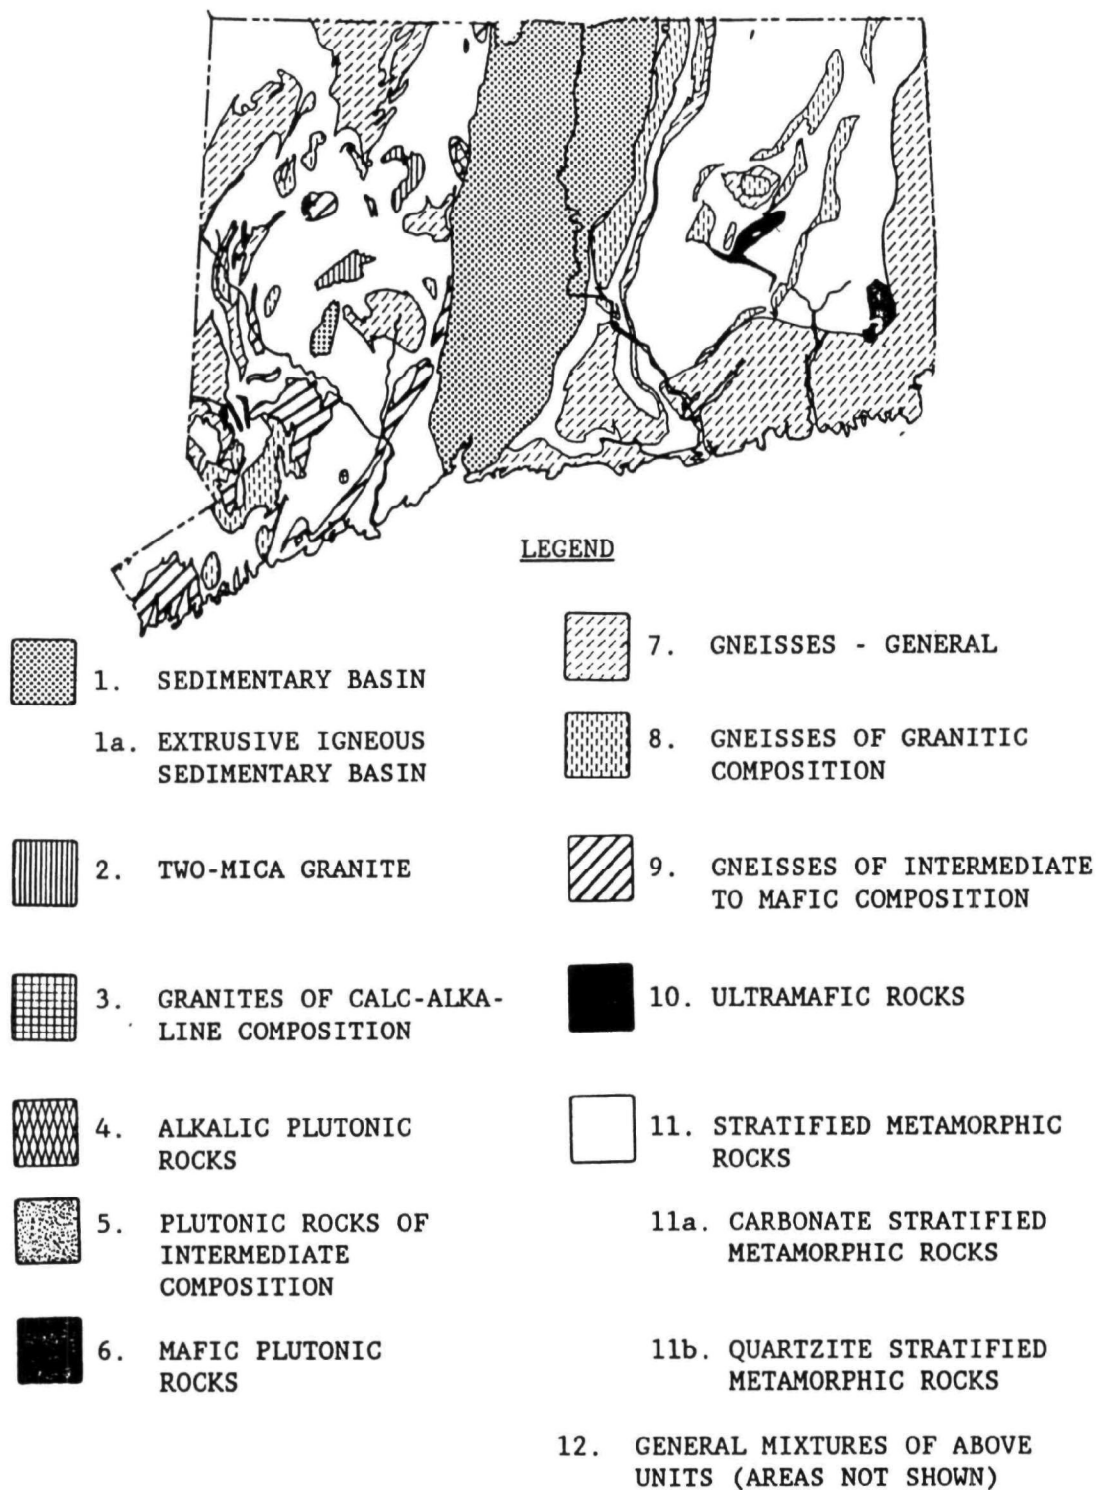 LEGEND
1. SEDIMENTARY BASIN
1a. EXTRUSIVE IGNEOUS
SEDIMENTARY BASIN
2. TWO-MICA GRANITE
3. GRANITES OF CALC-ALKA-
LINE COMPOSITION
4. ALKALIC PLUTONIC
ROCKS
5. PLUTONIC ROCKS OF
INTERMEDIATE
COMPOSITION
6. MAFIC PLUTONIC
ROCKS
7. GNEISSES - GENERAL
8. GNEISSES OF GRANITIC
COMPOSITION
9. GNEISSES OF INTERMEDIATE
TO MAFIC COMPOSITION
10. ULTRAMAFIC ROCKS
11. STRATIFIED METAMORPHIC
ROCKS
11a. CARBONATE STRATIFIED
METAMORPHIC ROCKS
11b. QUARTZITE STRATIFIED
METAMORPHIC ROCKS
12. GENERAL MIXTURES OF ABOVE
UNITS (AREAS NOT SHOWN)